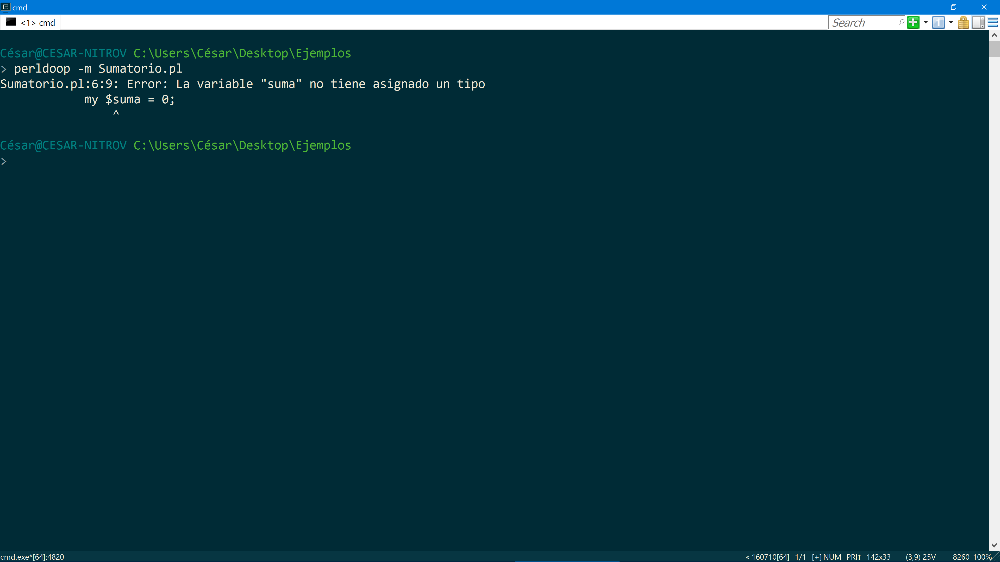 cmd
<1> cmd
Search
1
César@CESAR-NITROV C:\Users\César\Desktop\Ejemplos
> perldoop -m Sumatorio.pl
Sumatorio.pl:6:9: Error: La variable "suma" no tiene asignado un tipo
my $suma = 0;
^
César@CESAR-NITROV C:\Users\César\Desktop\Ejemplos
>
cmd.exe*[64]:4820 « 160710[64] 1/1 [+] NUM PRI↕ 142x33 (3,9) 25V 8260 100%